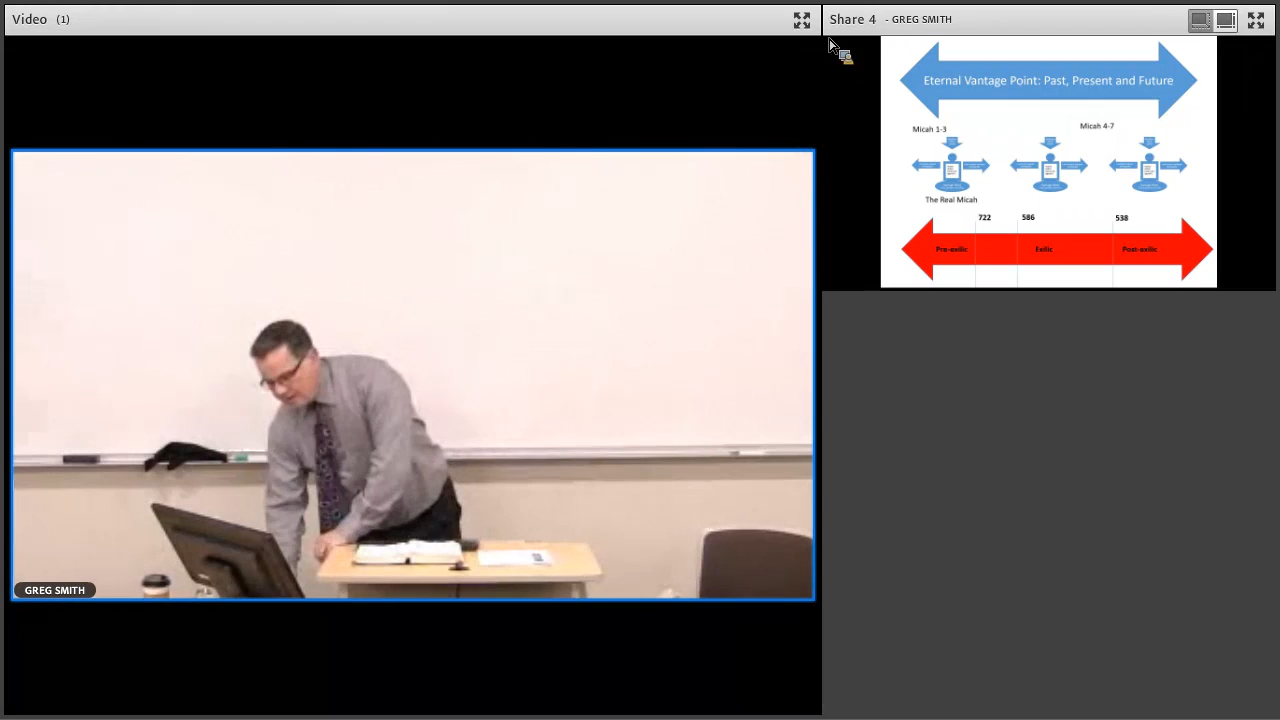 Video (1)
Share 4 - GREG SMITH
Eternal Vantage Point: Past, Present and Future
Micah 1-3
Micah 4-7
The Real Micah
722
586
538
Pre-exilic
Exilic
Post-exilic
GREG SMITH